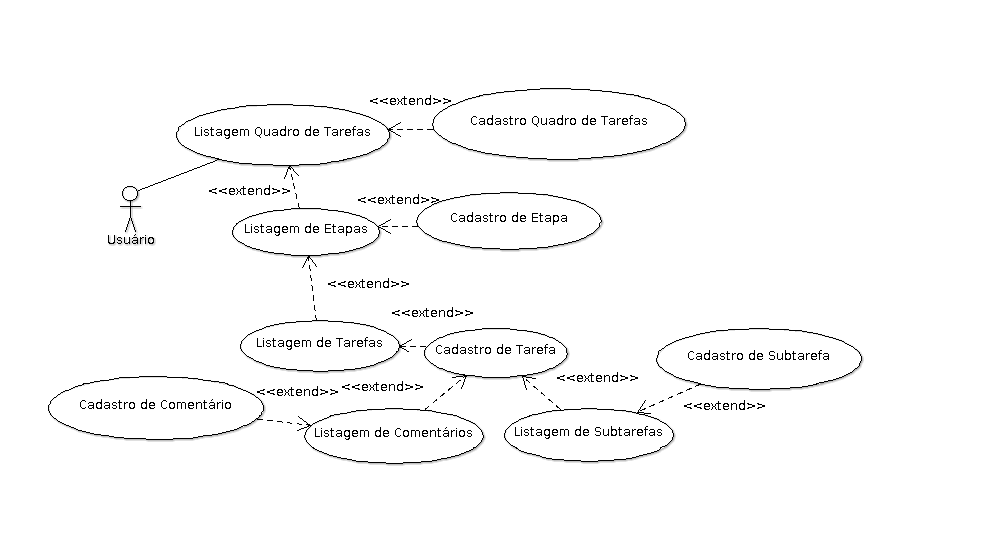 <<extend>>
Cadastro Quadro de Tarefas
Listagem Quadro de Tarefas
<<extend>>
<<extend>>
Cadastro de Etapa
Listagem de Etapas
Usuário
<<extend>>
<<extend>>
Listagem de Tarefas
Cadastro de Tarefa
Cadastro de Subtarefa
<<extend>>
<<extend>>
<<extend>>
Cadastro de Comentário
<<extend>>
Listagem de Comentários
Listagem de Subtarefas